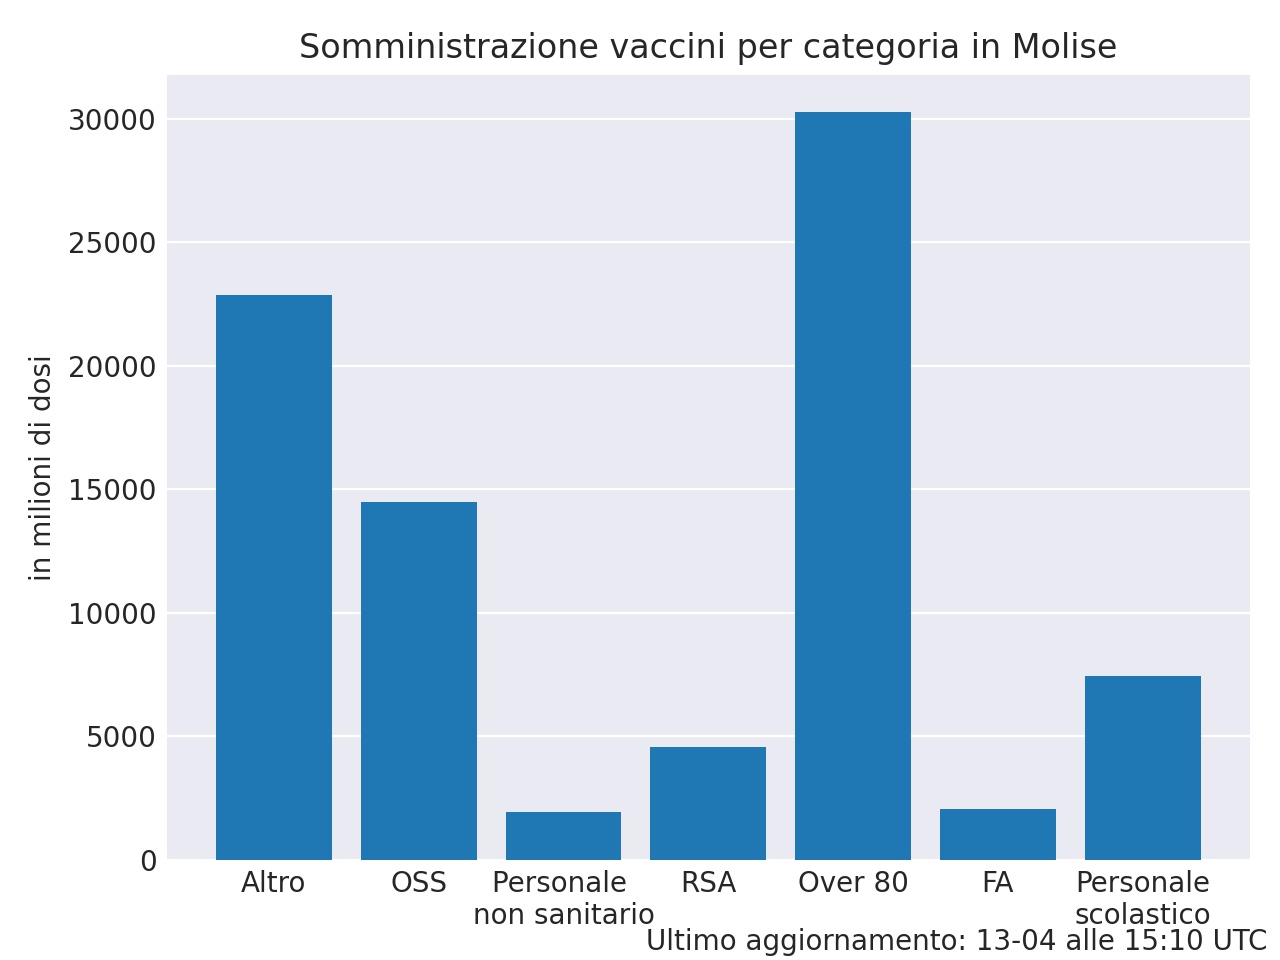 Somministrazione vaccini per categoria in Molise
in milioni di dosi
30000
25000
20000
15000
10000
5000
0
Altro
OSS
Personale
non sanitario
RSA
Over 80
FA
Personale
scolastico
Ultimo aggiornamento: 13-04 alle 15:10 UTC